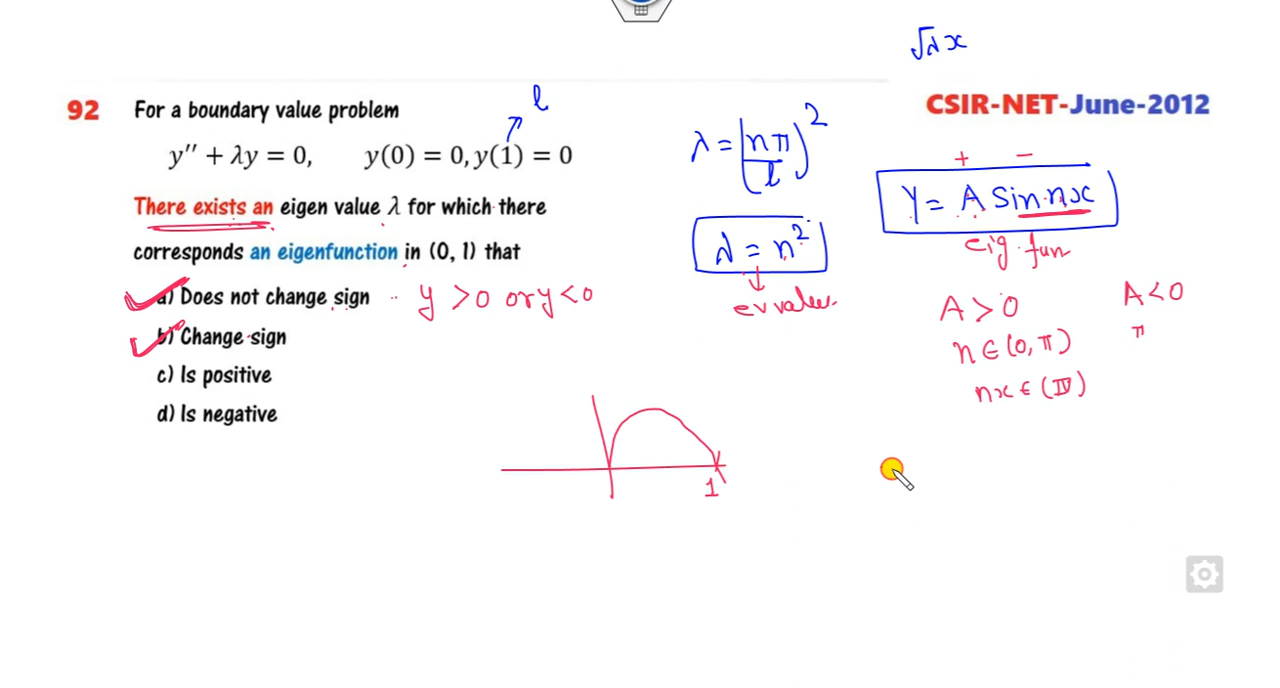 √λx
l
92 For a boundary value problem
CSIR-NET-June-2012
y′′ + λy = 0, y(0) = 0, y(1) = 0
λ = (nπ/l)²
+ −
There exists an eigen value λ for which there
Y = A Sin nx
corresponds an eigenfunction in (0, 1) that
λ = n²
eig. fun
a) Does not change sign
y > 0 or y < 0
ev value.
A > 0
A < 0
b) Change sign
n ∈ (0, π)
π
c) Is positive
nx ∈ (IV)
d) Is negative
1